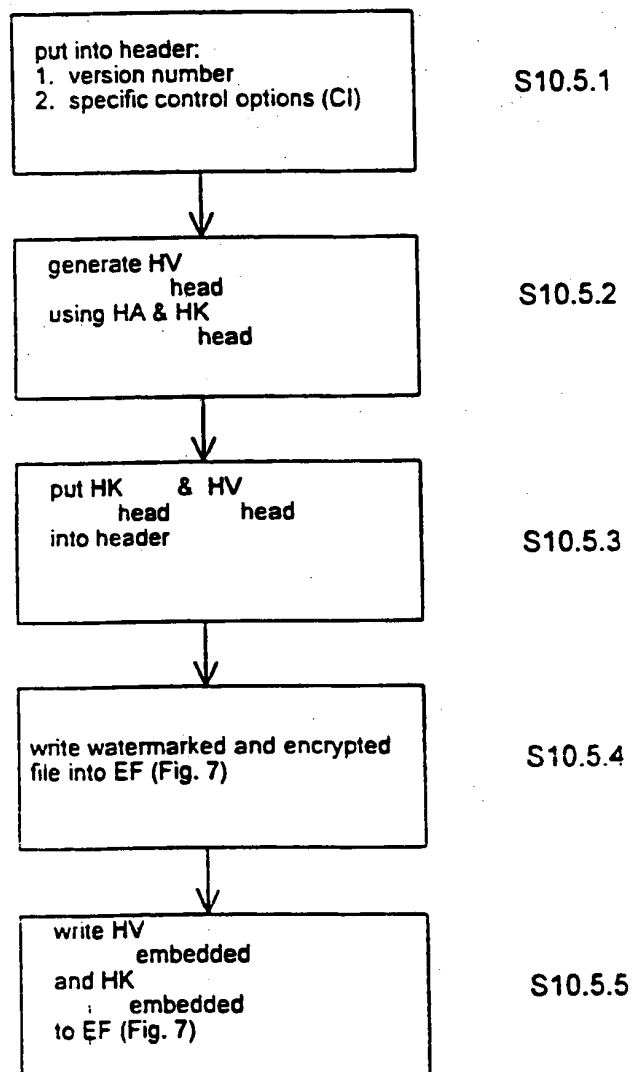 put into header:
1. version number
2. specific control options (CI)
S10.5.1
generate HV
head
using HA & HK
head
S10.5.2
put HK & HV
head head
into header
S10.5.3
write watermarked and encrypted
file into EF (Fig. 7)
S10.5.4
write HV
embedded
and HK
embedded
to EF (Fig. 7)
S10.5.5